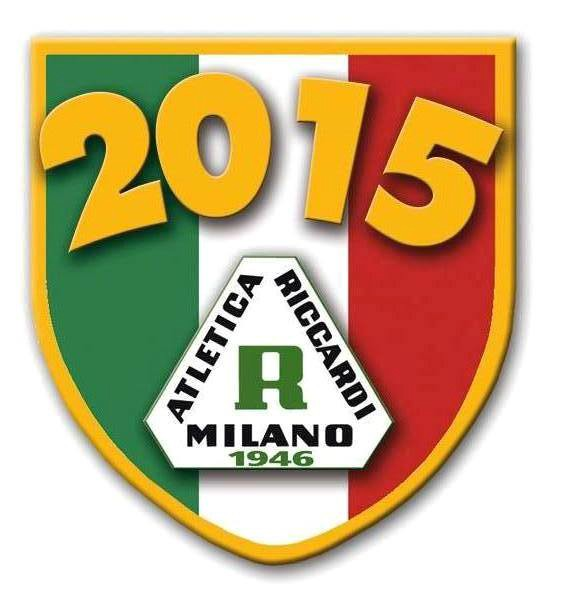 2015
ATLETICA
RICCARDI
R
MILANO
1946